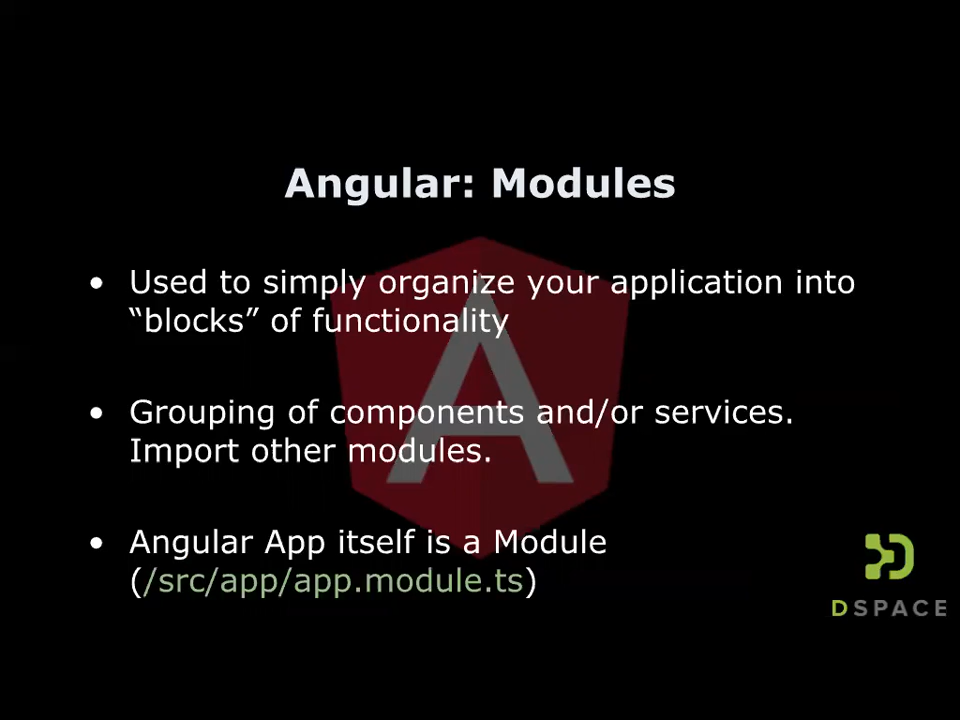 Angular: Modules
• Used to simply organize your application into
“blocks” of functionality
• Grouping of components and/or services.
Import other modules.
• Angular App itself is a Module
(/src/app/app.module.ts)
DSPACE